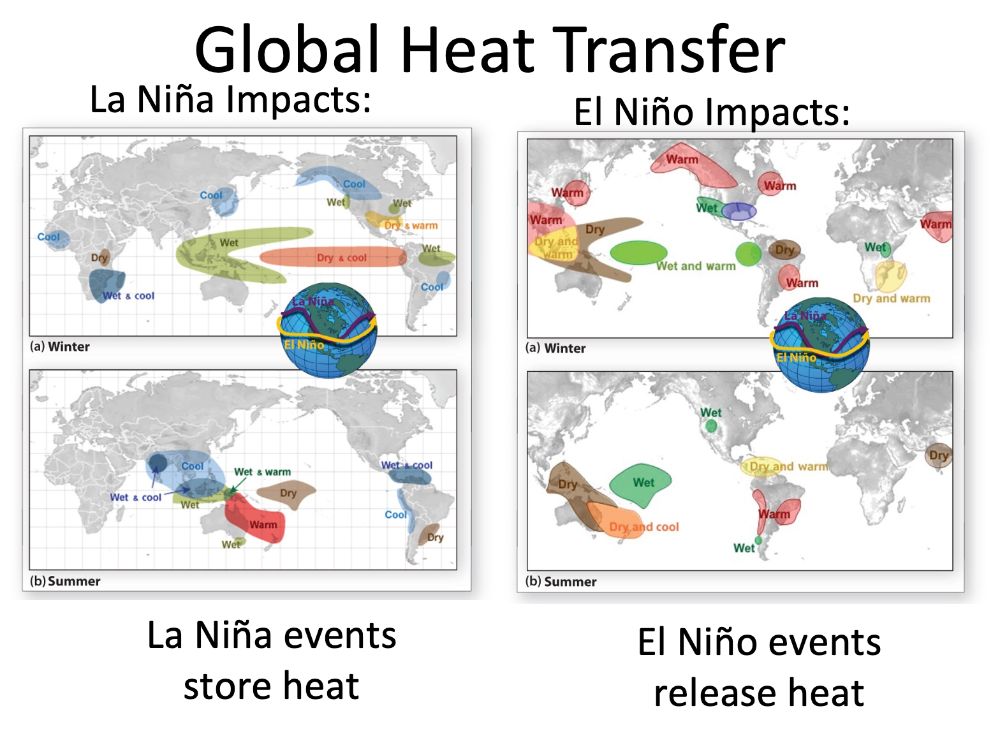 Global Heat Transfer
La Niña Impacts:
El Niño Impacts:
Cool
Cool
Wet
Wet
Dry & warm
Cool
Wet
Wet
Dry
Dry & cool
Wet & cool
Cool
La Niña
El Niño
(a) Winter
Cool
Wet & warm
Wet & cool
Wet & cool
Wet
Dry
Cool
Warm
Wet
Dry
(b) Summer
Warm
Warm
Warm
Wet
Warm
Warm
Dry
Dry and
warm
Wet and warm
Dry
Wet
Warm
Dry and warm
La Niña
El Niño
(a) Winter
Wet
Dry
Dry and warm
Dry
Wet
Warm
Dry and cool
Wet
(b) Summer
La Niña events
store heat
El Niño events
release heat